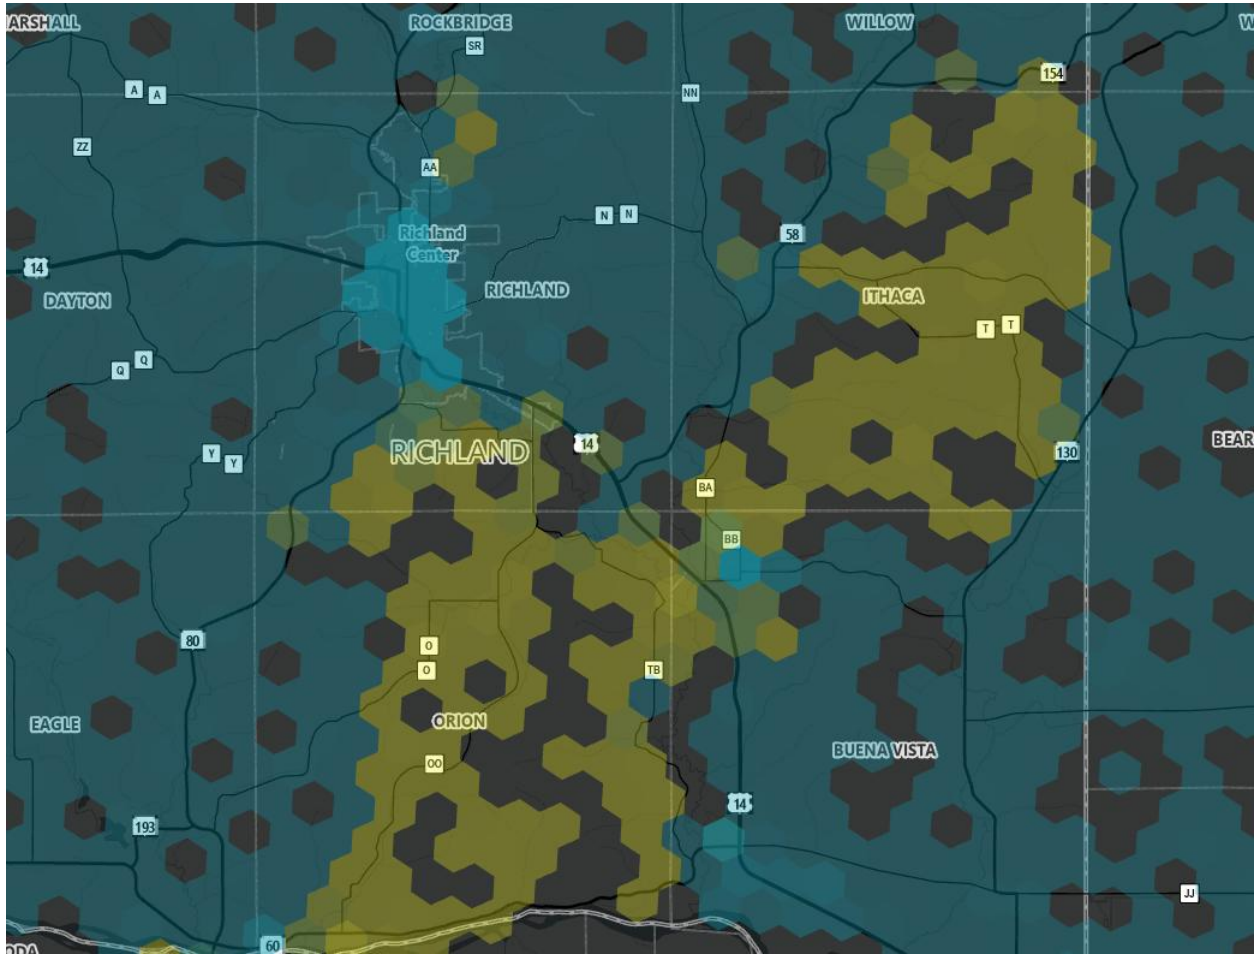 ARSHALL
ROCKBRIDGE
WILLOW
W
SR
154
A
A
NN
ZZ
AA
N
N
58
Richland
Center
14
DAYTON
RICHLAND
ITHACA
T
T
Q
Q
RICHLAND
14
BEAR
Y
Y
130
BA
BB
80
O
O
TB
EAGLE
ORION
BUENA VISTA
OO
14
193
JJ
60
ODA